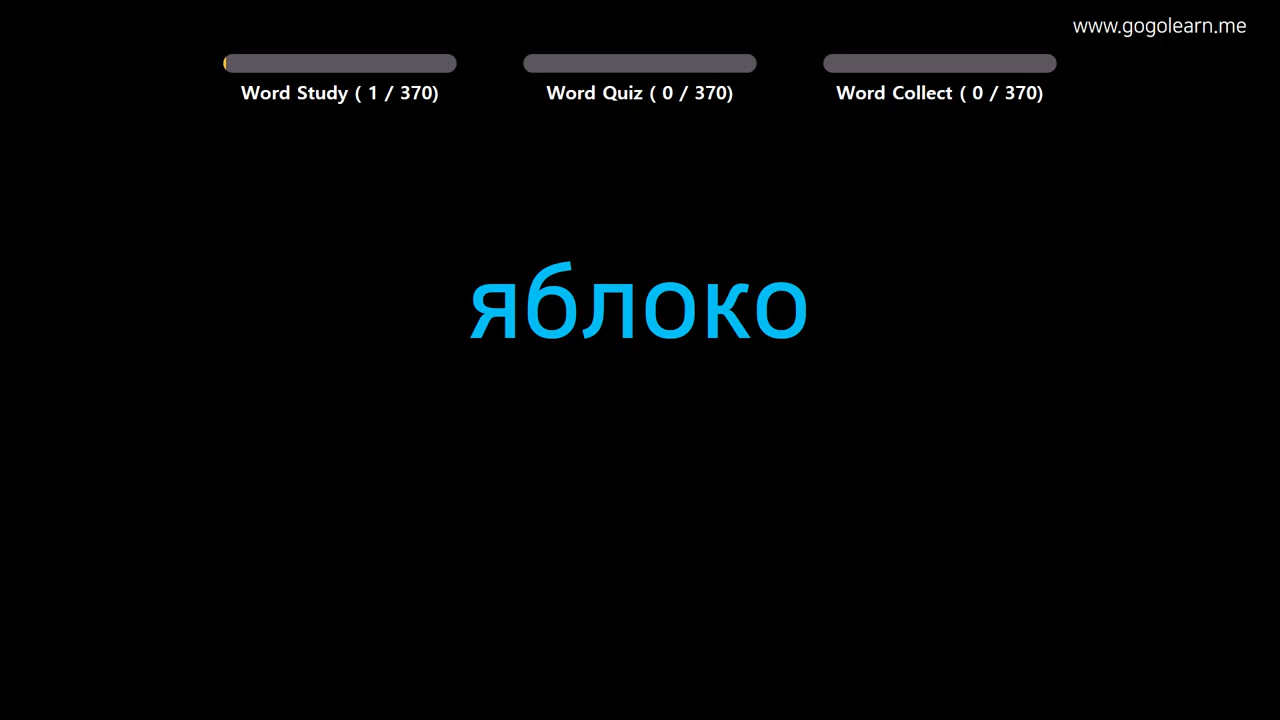 www.gogolearn.me
Word Study ( 1 / 370)
Word Quiz ( 0 / 370)
Word Collect ( 0 / 370)
яблоко